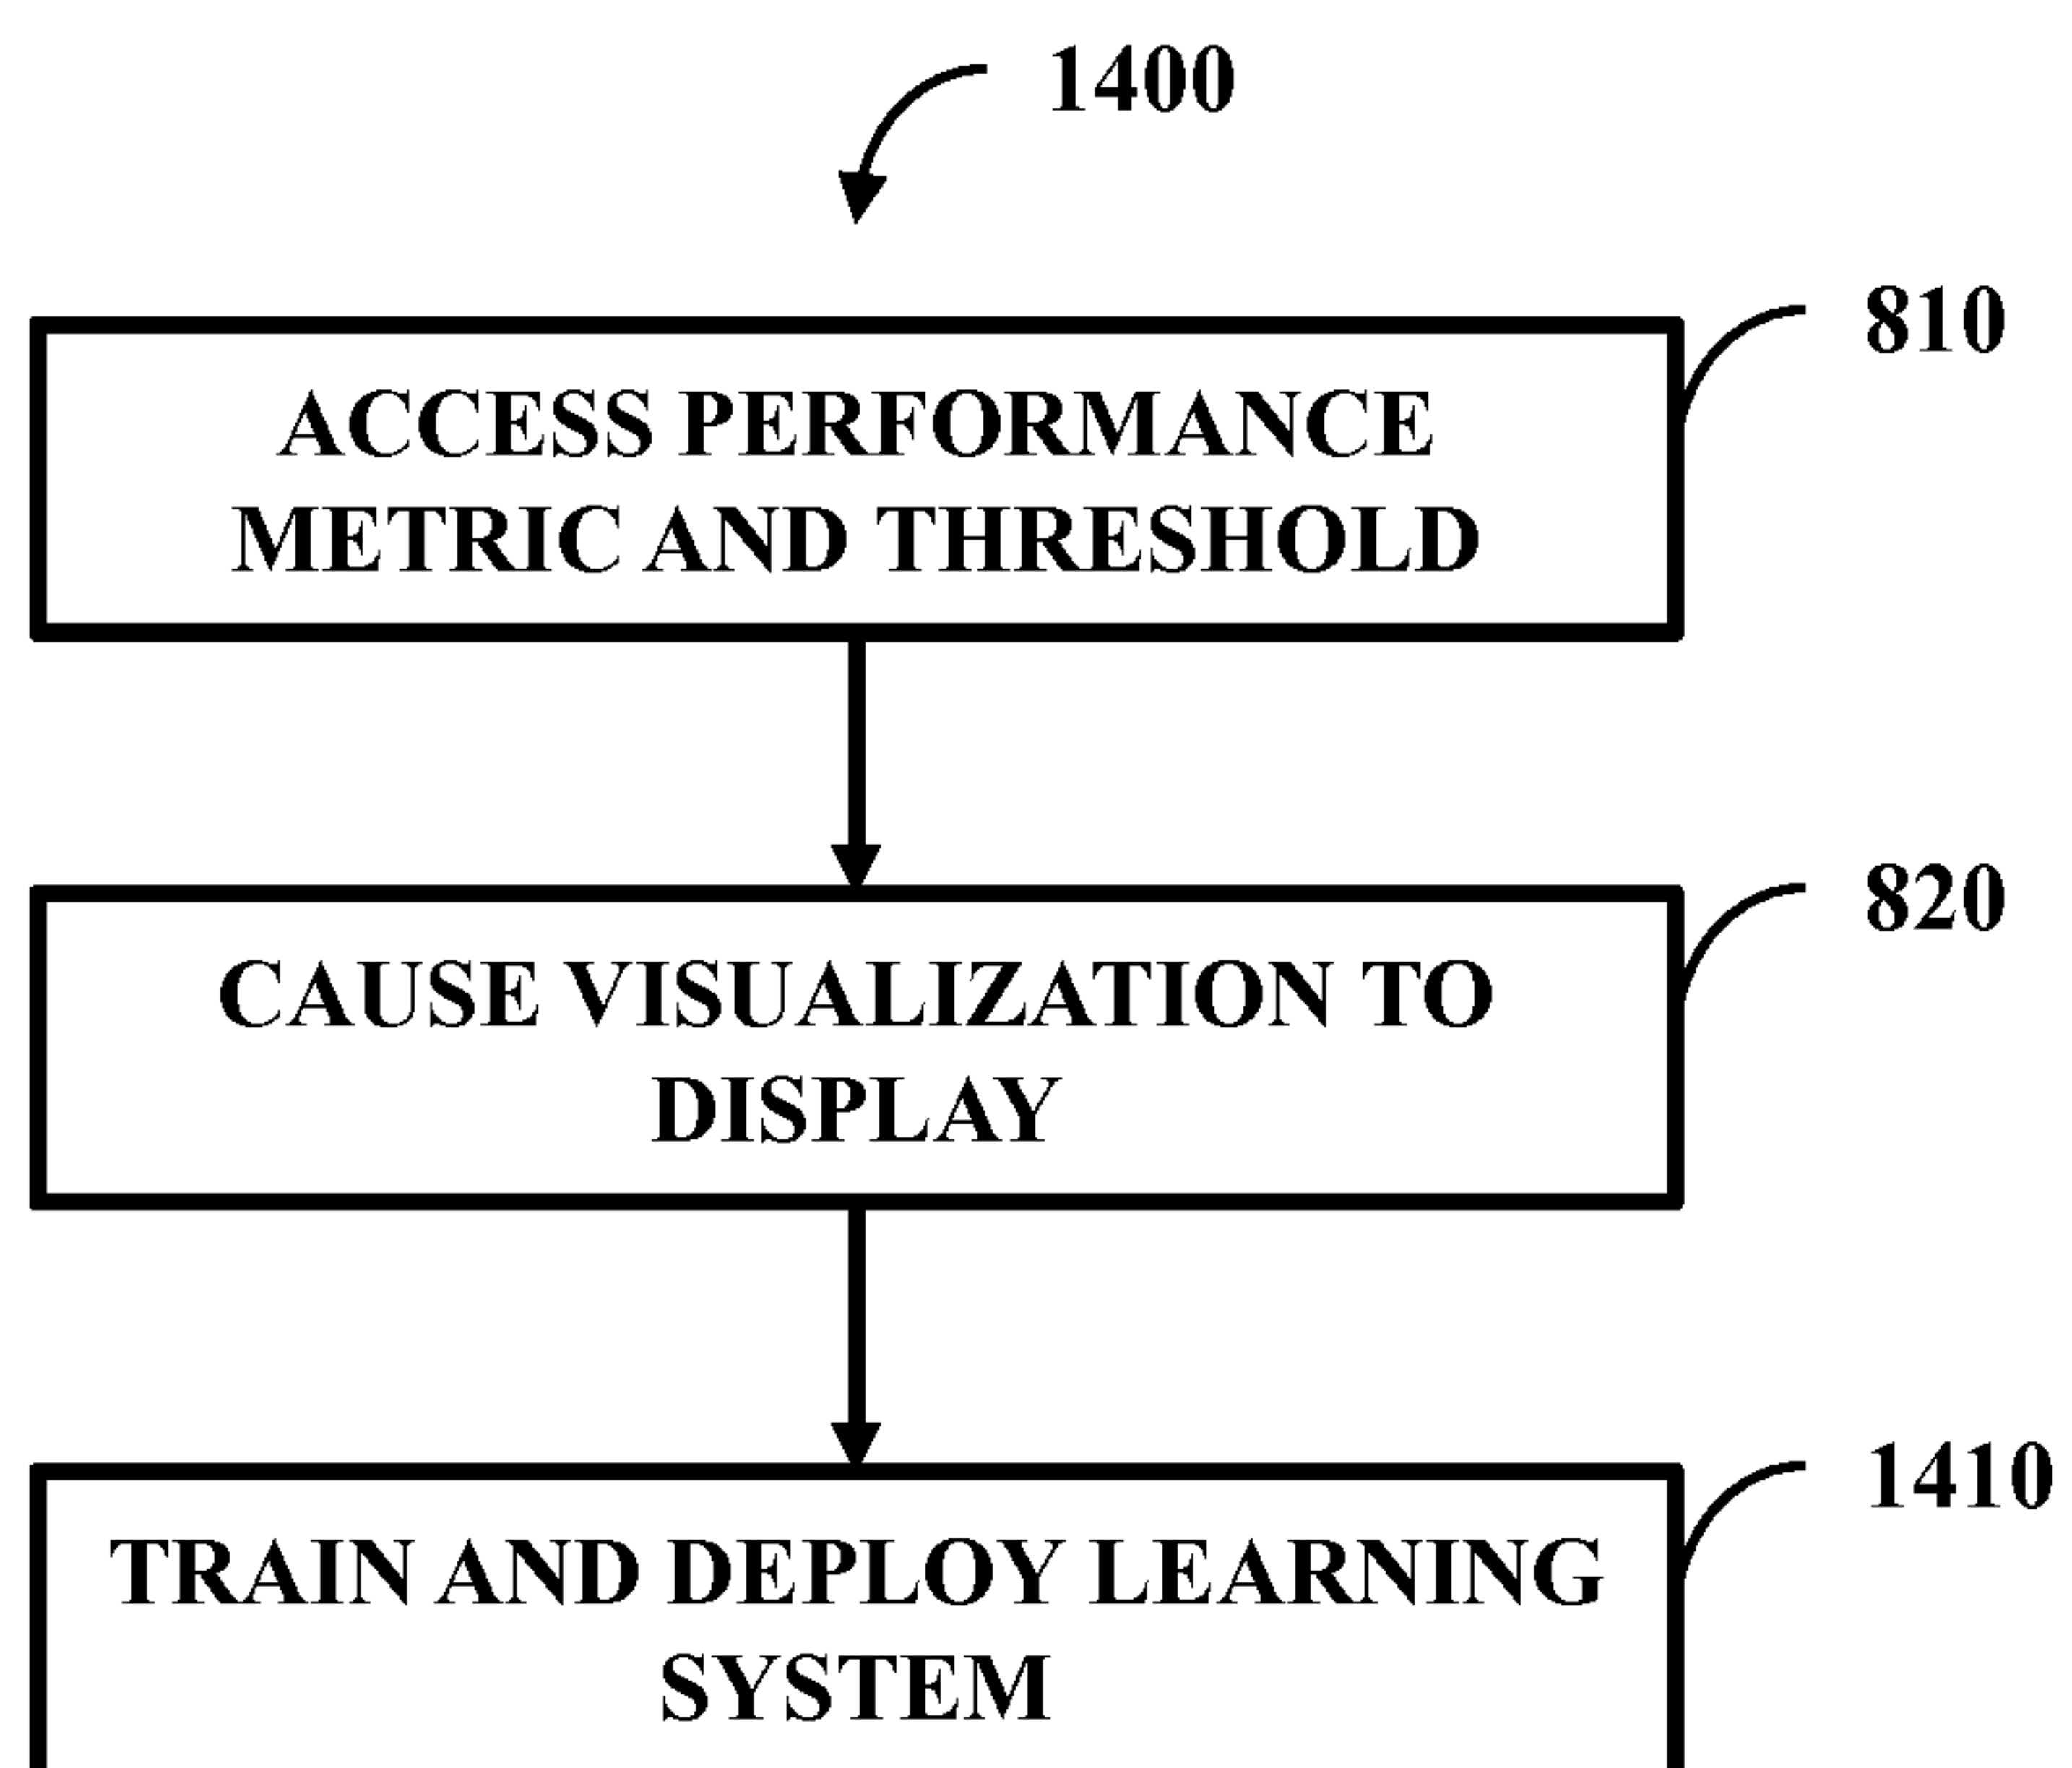 1400
810
ACCESS PERFORMANCE
METRIC AND THRESHOLD
820
CAUSE VISUALIZATION TO
DISPLAY
1410
TRAIN AND DEPLOY LEARNING
SYSTEM